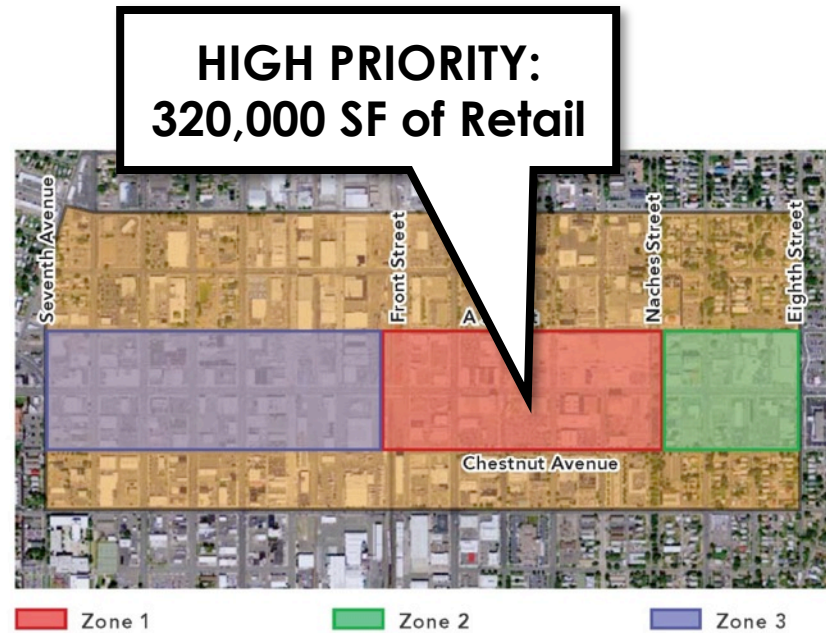 HIGH PRIORITY:
320,000 SF of Retail
Seventh Avenue
Front Street
A
Naches Street
Eighth Street
Chestnut Avenue
Zone 1
Zone 2
Zone 3